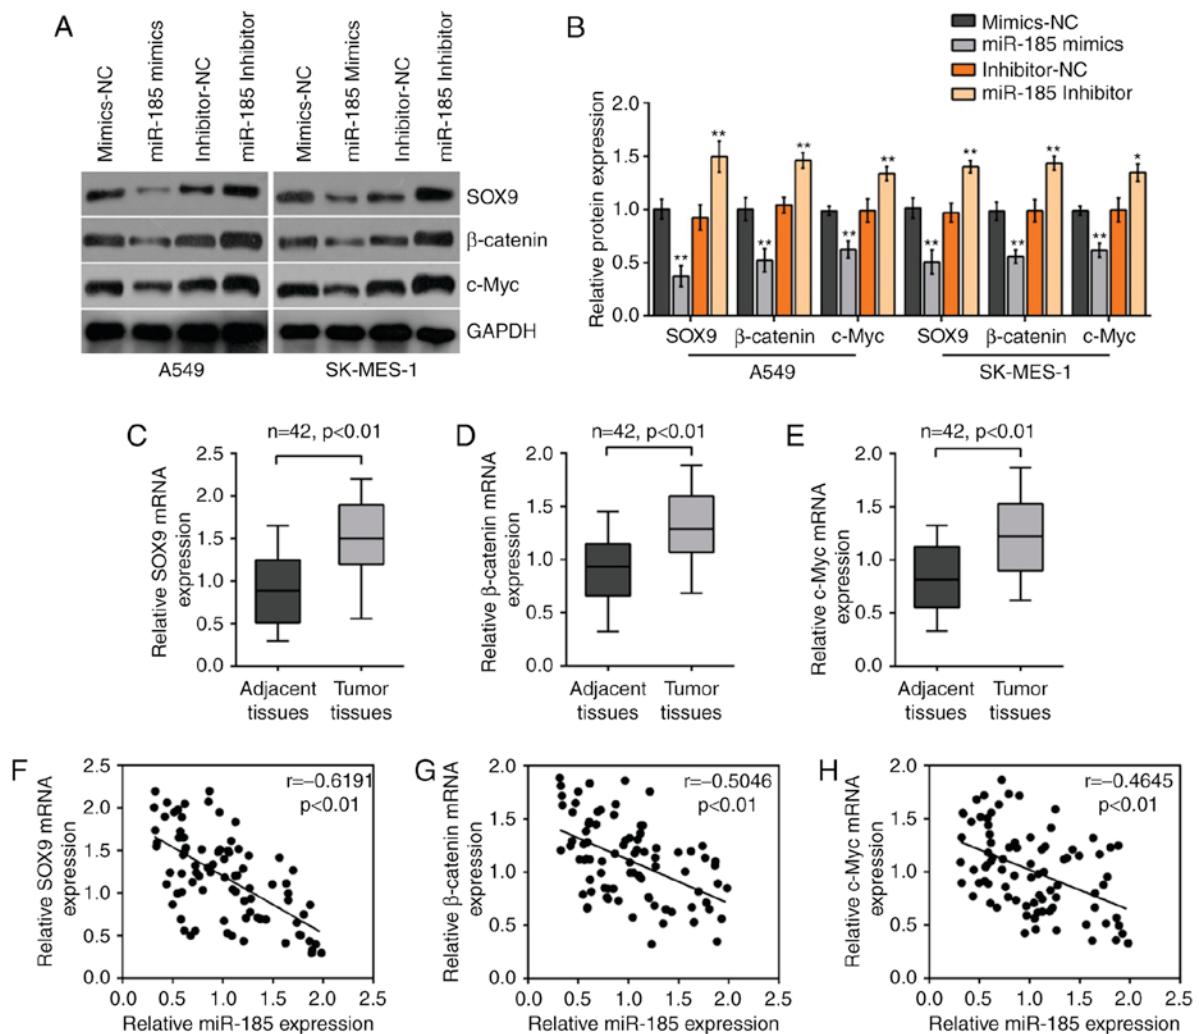 A
Mimics-NC
miR-185 mimics
Inhibitor-NC
miR-185 Inhibitor
Mimics-NC
miR-185 Mimics
Inhibitor-NC
miR-185 Inhibitor
SOX9
β-catenin
c-Myc
GAPDH
A549
SK-MES-1
B
Mimics-NC
miR-185 mimics
Inhibitor-NC
miR-185 Inhibitor
Relative protein expression
2.0
1.5
1.0
0.5
0.0
**
**
**
**
**
**
**
**
**
**
**
*
SOX9
β-catenin
c-Myc
SOX9
β-catenin
c-Myc
A549
SK-MES-1
C
n=42, p<0.01
Relative SOX9 mRNA
expression
2.5
2.0
1.5
1.0
0.5
0.0
Adjacent
tissues
Tumor
tissues
D
n=42, p<0.01
Relative β-catenin mRNA
expression
2.0
1.5
1.0
0.5
0.0
Adjacent
tissues
Tumor
tissues
E
n=42, p<0.01
Relative c-Myc mRNA
expression
2.0
1.5
1.0
0.5
0.0
Adjacent
tissues
Tumor
tissues
F
Relative SOX9 mRNA
expression
2.5
2.0
1.5
1.0
0.5
0.0
r=−0.6191
p<0.01
0.0 0.5 1.0 1.5 2.0 2.5
Relative miR-185 expression
G
Relative β-catenin mRNA
expression
2.0
1.5
1.0
0.5
0.0
r=−0.5046
p<0.01
0.0 0.5 1.0 1.5 2.0 2.5
Relative miR-185 expression
H
Relative c-Myc mRNA
expression
2.0
1.5
1.0
0.5
0.0
r=−0.4645
p<0.01
0.0 0.5 1.0 1.5 2.0 2.5
Relative miR-185 expression